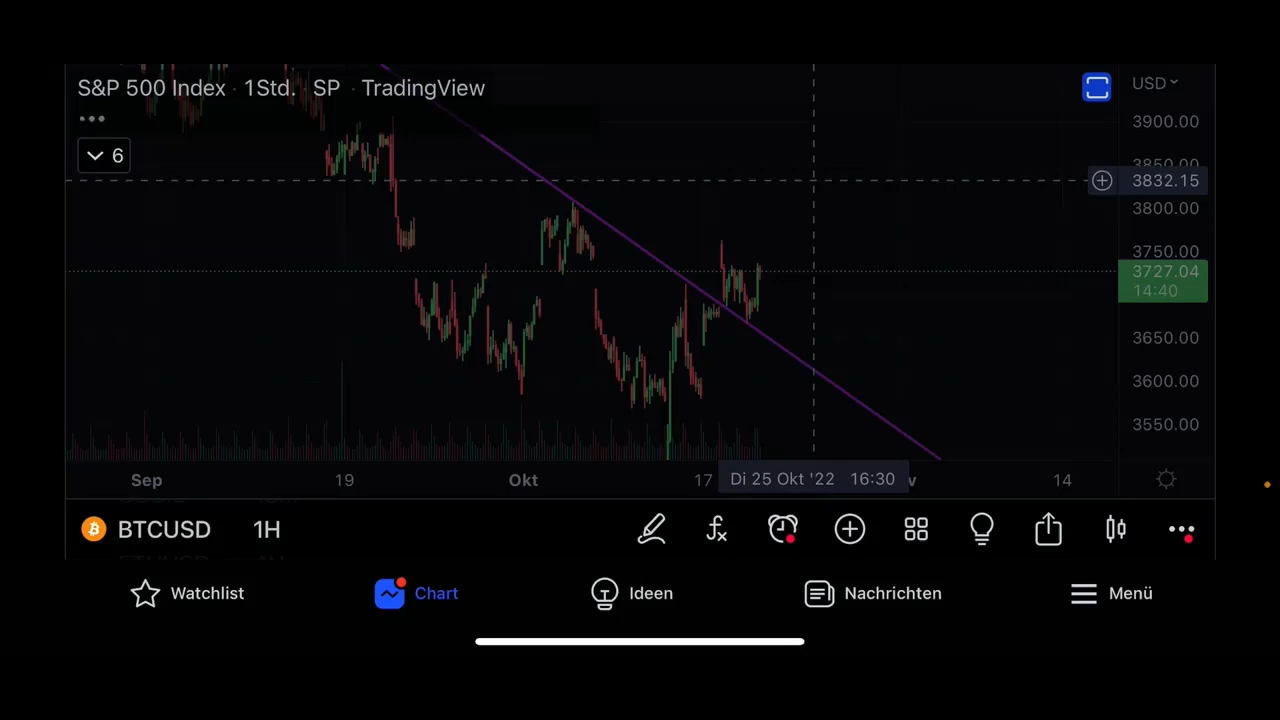 S&P 500 Index · 1Std. · SP · TradingView
USD
6
3900.00
3850.00
3832.15
3800.00
3750.00
3727.04
14:40
3650.00
3600.00
3550.00
Sep 19 Okt 17 Di 25 Okt '22 16:30 14
BTCUSD 1H
Watchlist Chart Ideen Nachrichten Menü